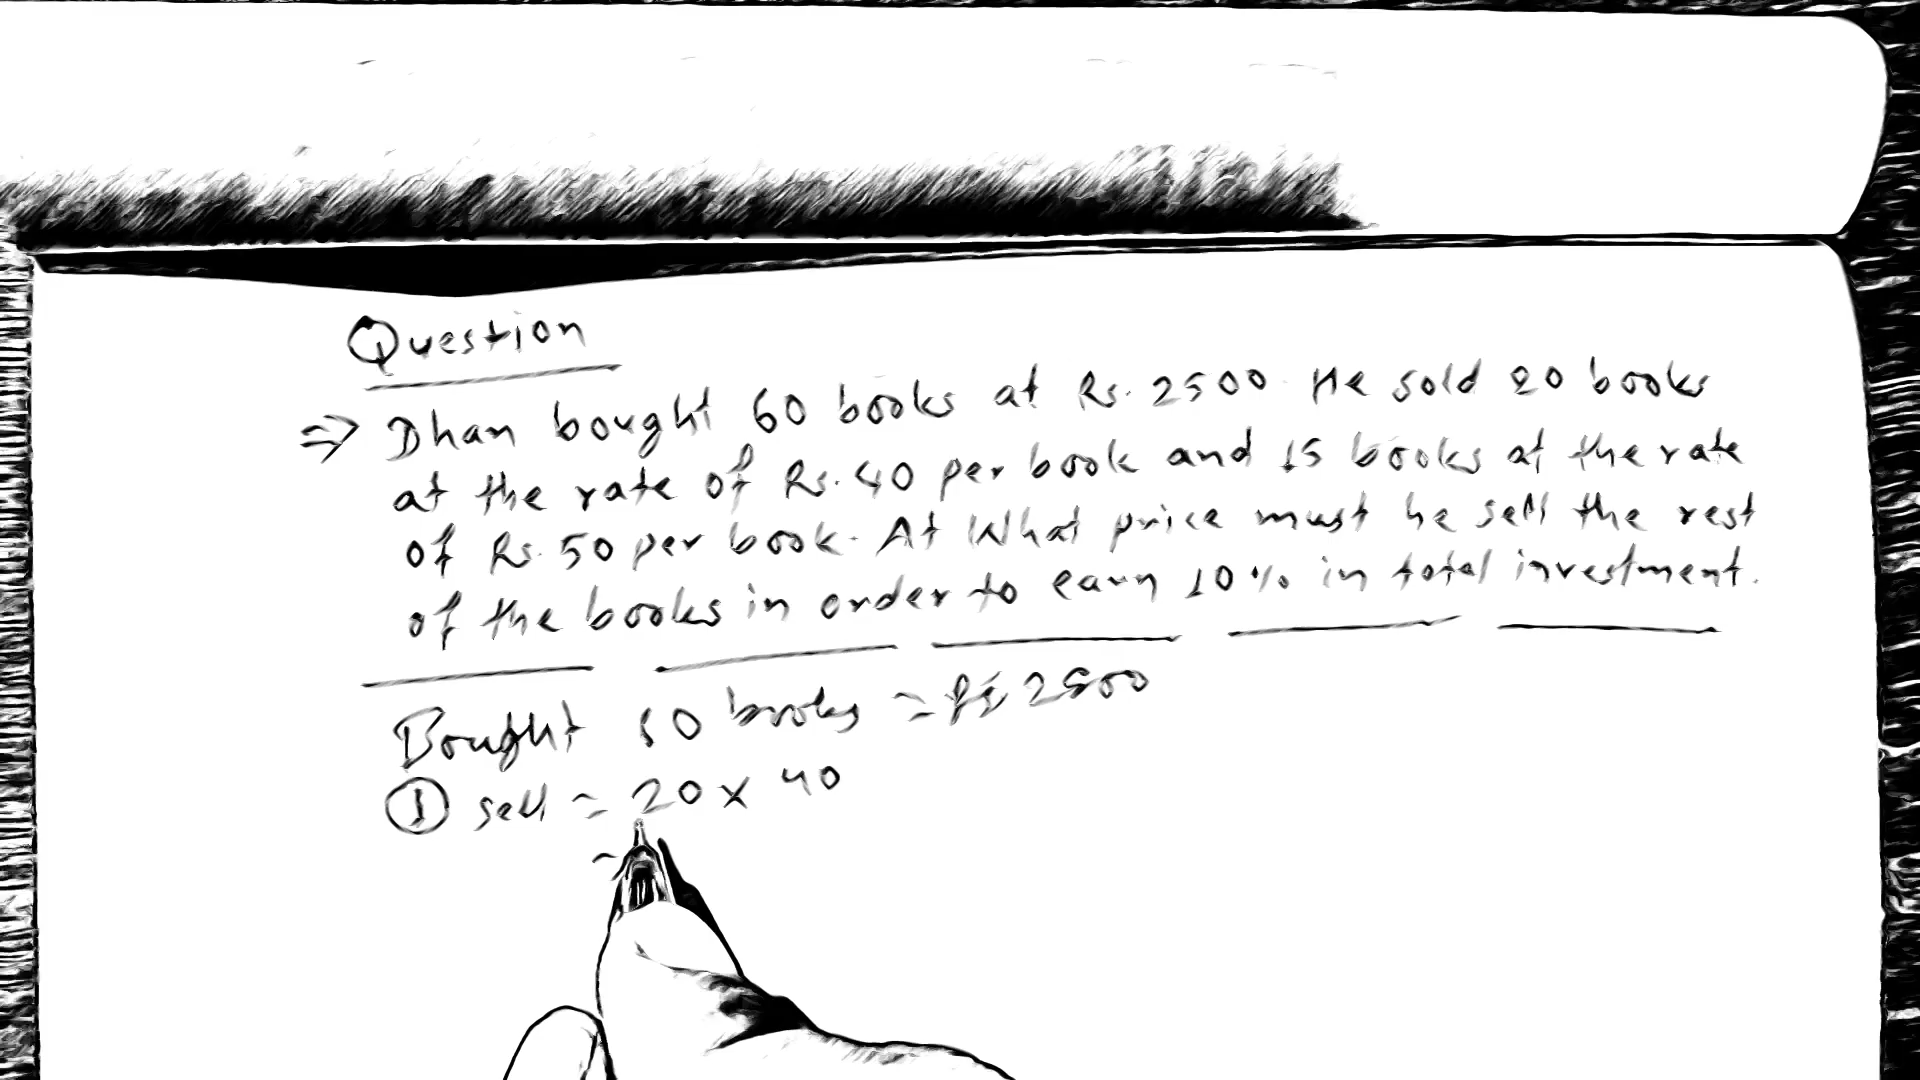 Question
⇒ Dhan bought 60 books at Rs. 2500. He sold 20 books
at the rate of Rs. 40 per book and 15 books at the rate
of Rs. 50 per book. At What price must he sell the rest
of the books in order to earn 10% in total investment.
Bought 60 books = Rs 2500
① sell = 20 x 40
=